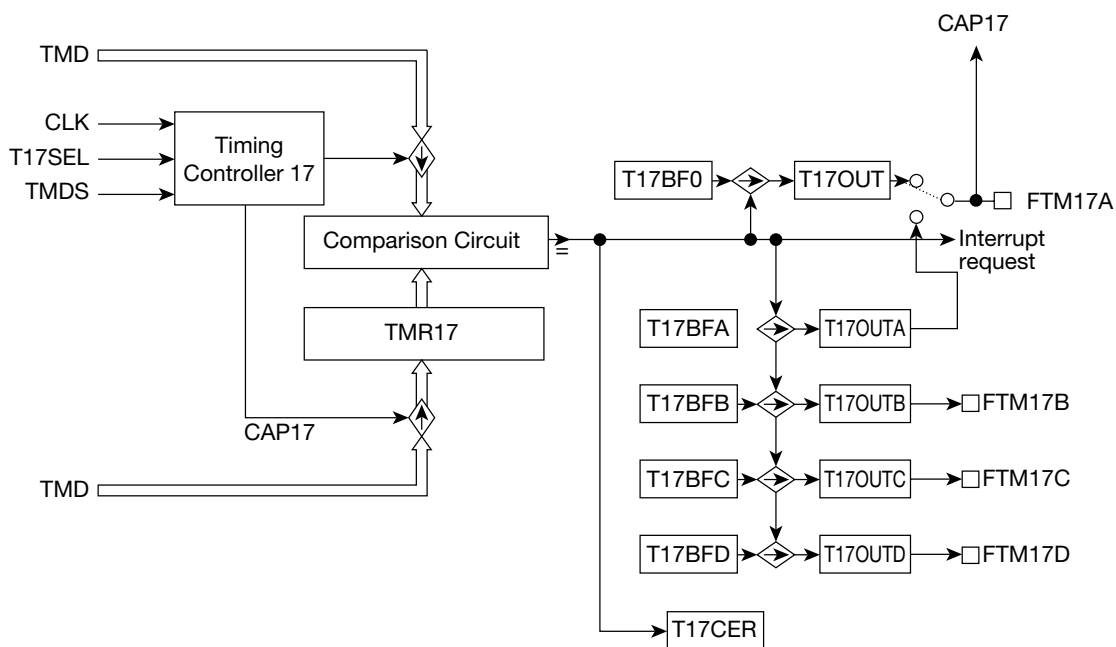 CAP17
TMD
CLK
T17SEL
TMDS
Timing
Controller 17
T17BF0
T17OUT
FTM17A
Comparison Circuit
=
Interrupt
request
TMR17
T17BFA
T17OUTA
T17BFB
T17OUTB
FTM17B
CAP17
T17BFC
T17OUTC
FTM17C
TMD
T17BFD
T17OUTD
FTM17D
T17CER